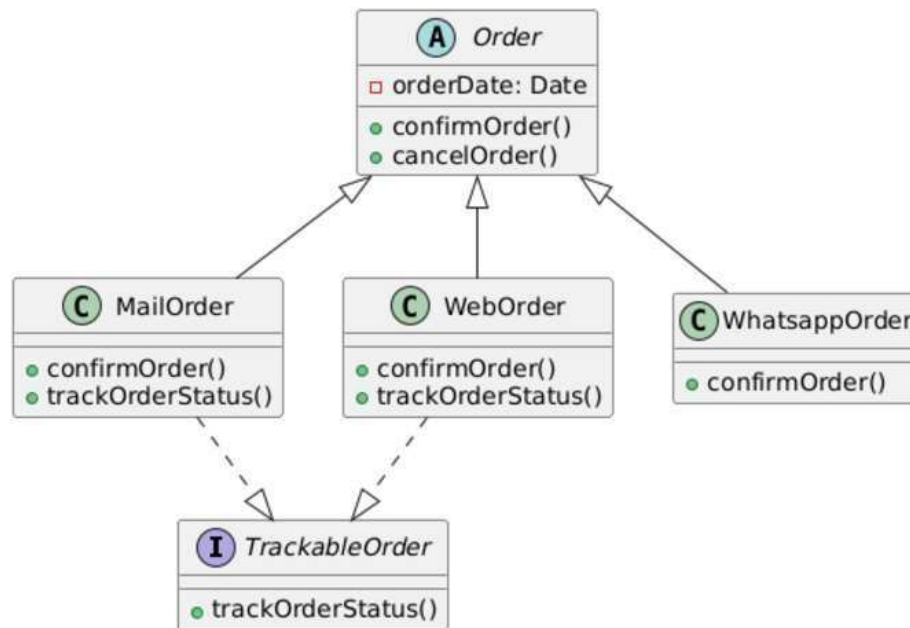 A Order
orderDate: Date
confirmOrder()
cancelOrder()
C MailOrder
confirmOrder()
trackOrderStatus()
C WebOrder
confirmOrder()
trackOrderStatus()
C WhatsappOrder
confirmOrder()
I TrackableOrder
trackOrderStatus()